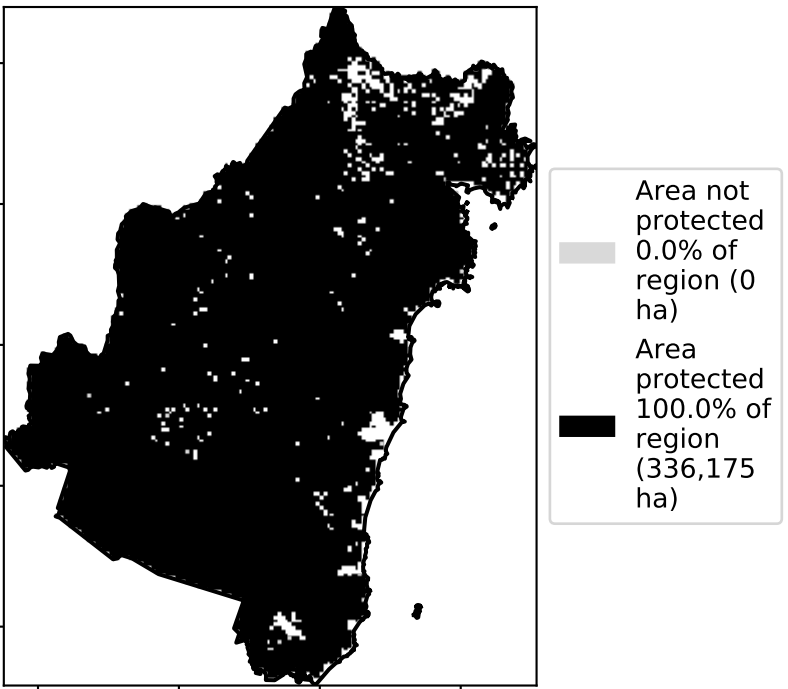 Area not
protected
0.0% of
region (0
ha)
Area
protected
100.0% of
region
(336,175
ha)